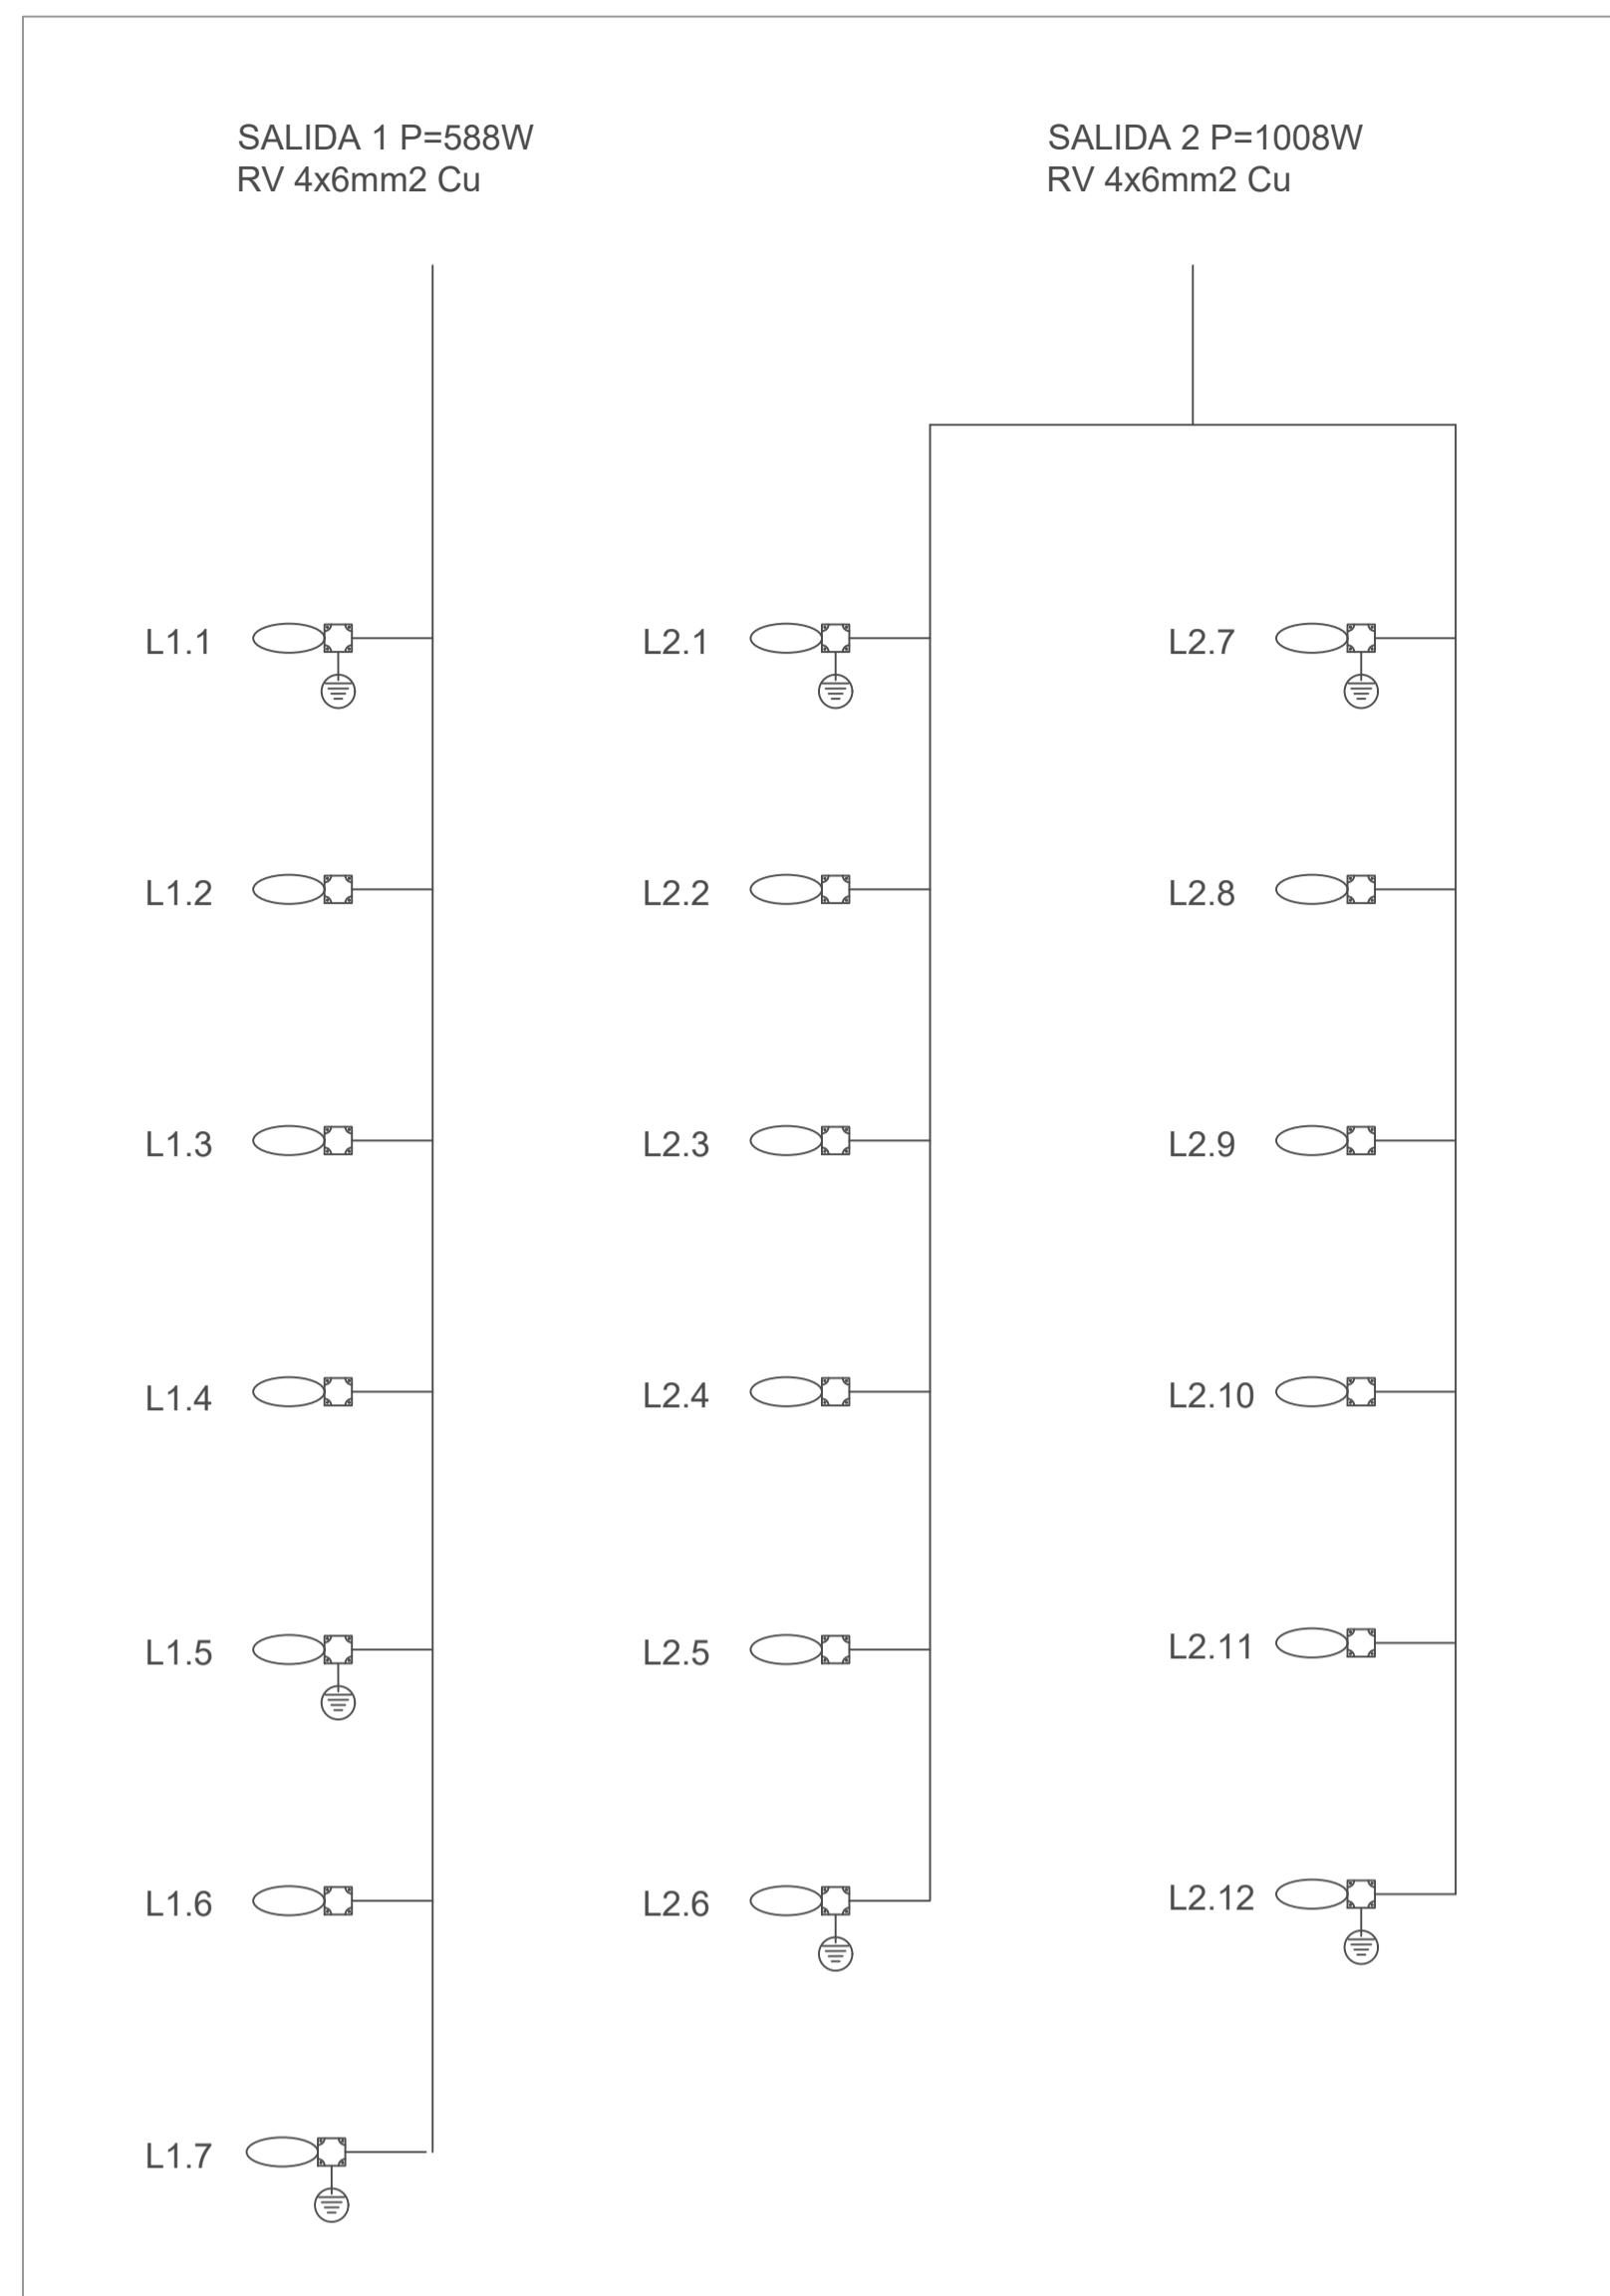 SALIDA 1 P=588W
RV 4x6mm2 Cu
SALIDA 2 P=1008W
RV 4x6mm2 Cu
L1.1
L2.1
L2.7
L1.2
L2.2
L2.8
L1.3
L2.3
L2.9
L1.4
L2.4
L2.10
L1.5
L2.5
L2.11
L1.6
L2.6
L2.12
L1.7